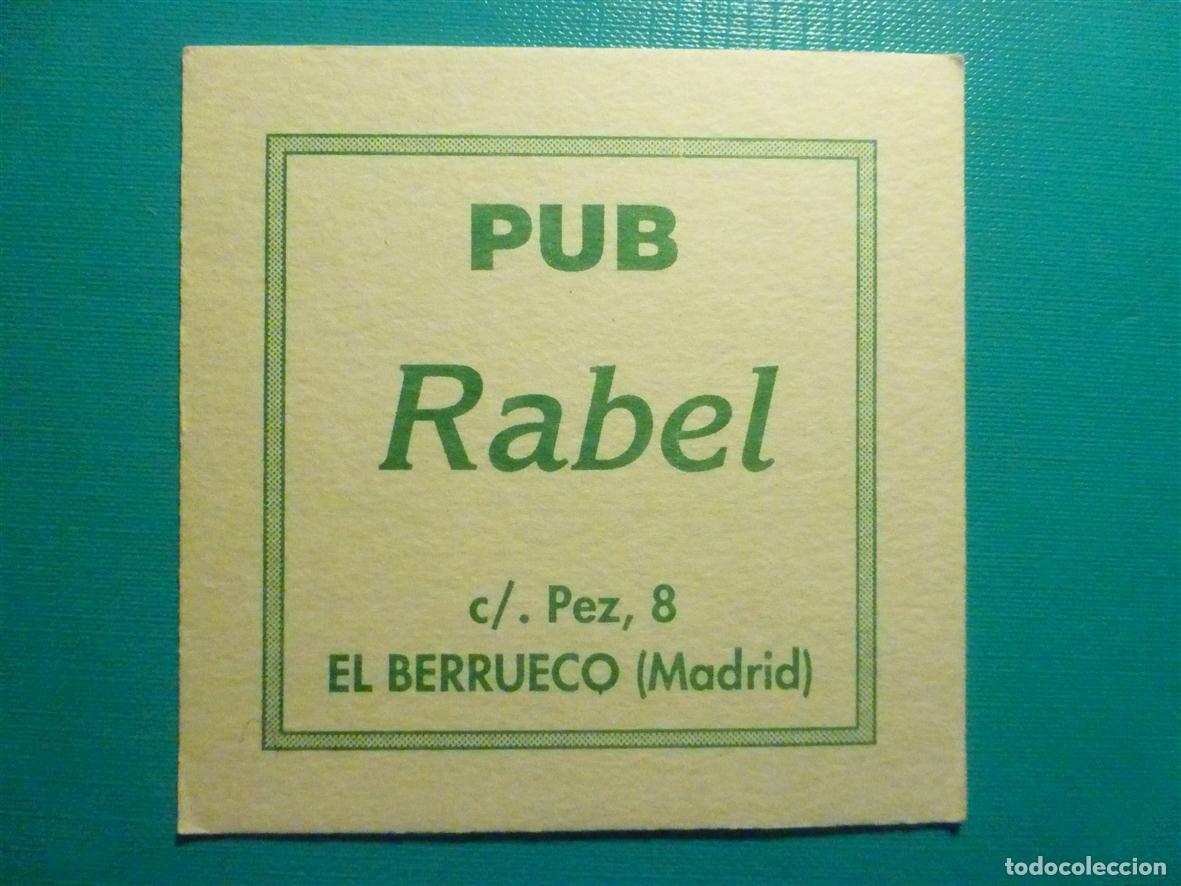 PUB
Rabel
c/. Pez, 8
EL BERRUECO (Madrid)
todocoleccion